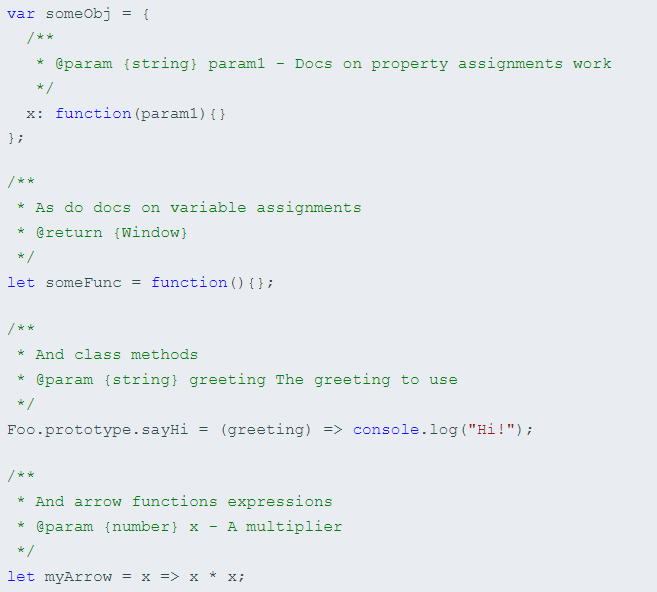 var someObj = {
  /**
   * @param {string} param1 - Docs on property assignments work
   */
  x: function(param1){}
};
/**
 * As do docs on variable assignments
 * @return {Window}
 */
let someFunc = function(){};
/**
 * And class methods
 * @param {string} greeting The greeting to use
 */
Foo.prototype.sayHi = (greeting) => console.log("Hi!");
/**
 * And arrow functions expressions
 * @param {number} x - A multiplier
 */
let myArrow = x => x * x;